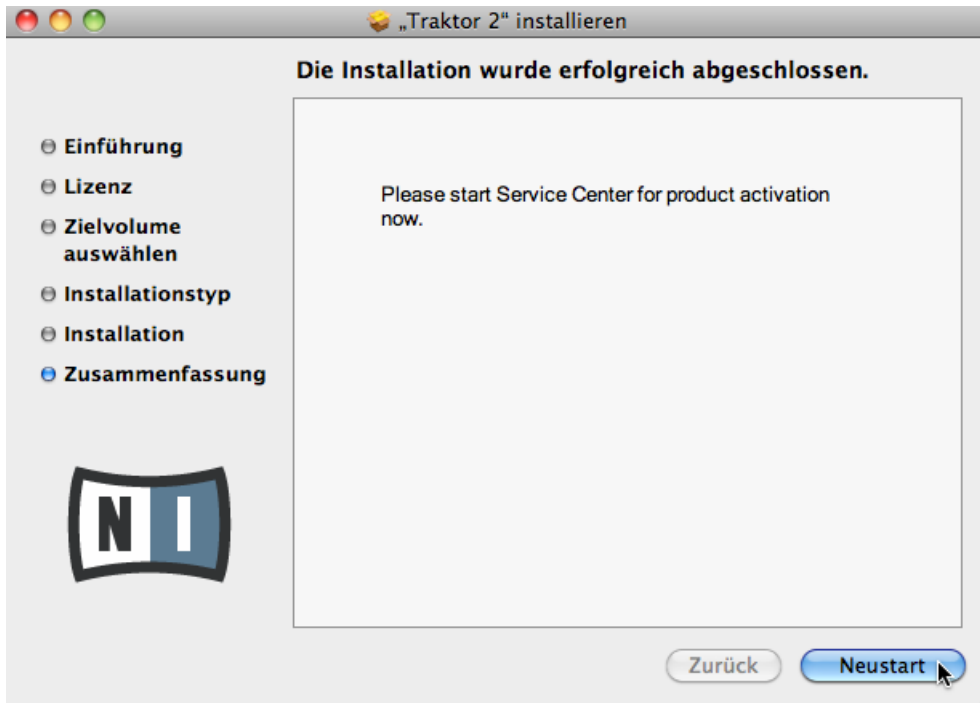 „Traktor 2“ installieren
Die Installation wurde erfolgreich abgeschlossen.
Einführung
Lizenz
Zielvolume
auswählen
Installationstyp
Installation
Zusammenfassung
Please start Service Center for product activation
now.
N I
Zurück
Neustart